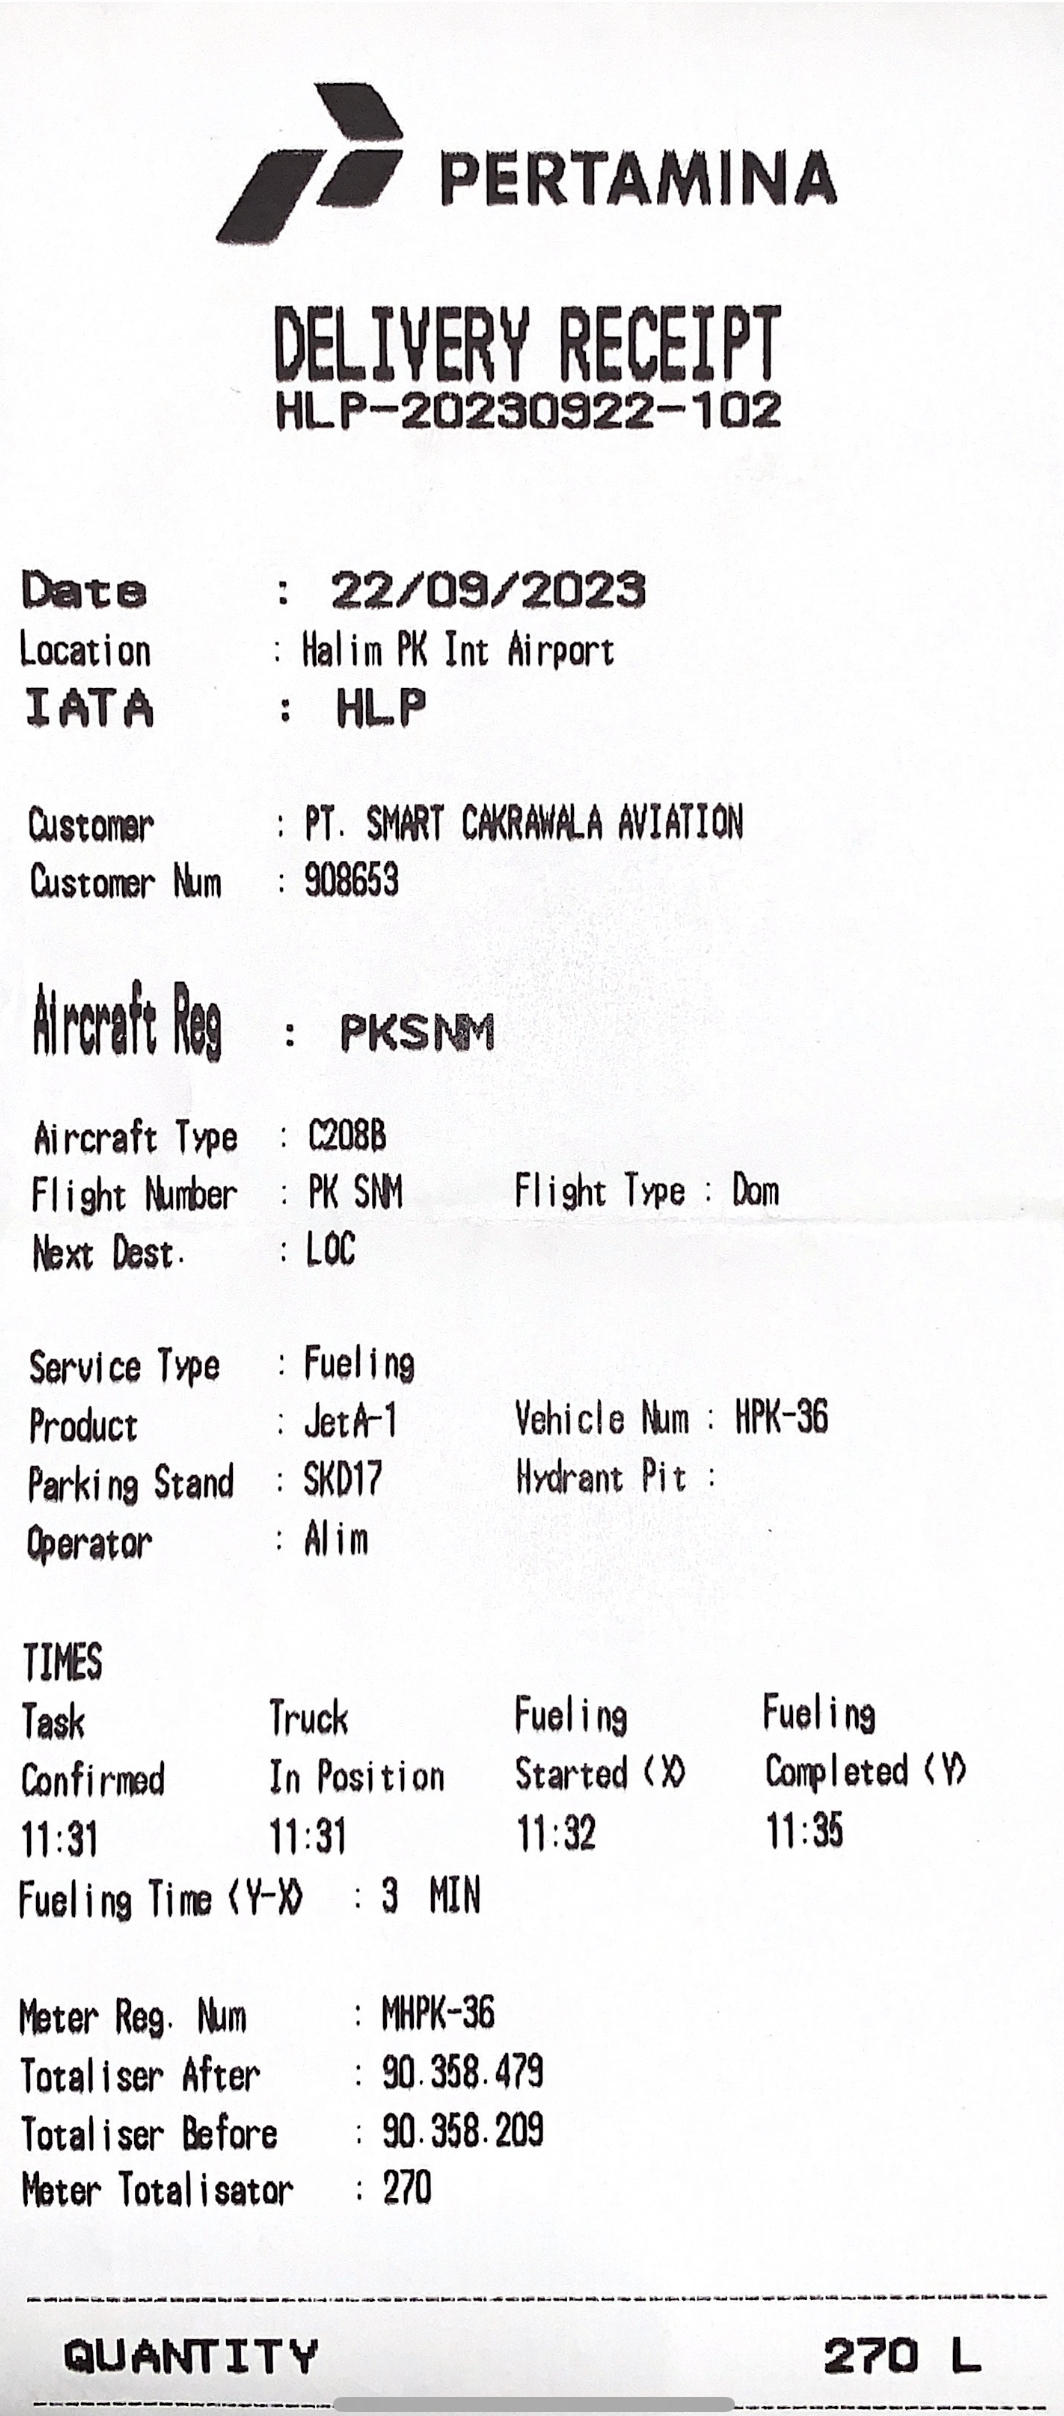 PERTAMINA
DELIVERY RECEIPT
HLP-20230922-102
Date : 22/09/2023
Location : Halim PK Int Airport
IATA : HLP
Customer : PT. SMART CAKRAWALA AVIATION
Customer Num : 908653
Aircraft Reg : PKSNM
Aircraft Type : C208B
Flight Number : PK SNM Flight Type : Dom
Next Dest. : LOC
Service Type : Fueling
Product : JetA-1 Vehicle Num : HPK-36
Parking Stand : SKD17 Hydrant Pit :
Operator : Alim
TIMES
Task Truck Fueling Fueling
Confirmed In Position Started (X) Completed (Y)
11:31 11:31 11:32 11:35
Fueling Time (Y-X) : 3 MIN
Meter Reg. Num : MHPK-36
Totaliser After : 90.358.479
Totaliser Before : 90.358.209
Meter Totalisator : 270
QUANTITY 270 L